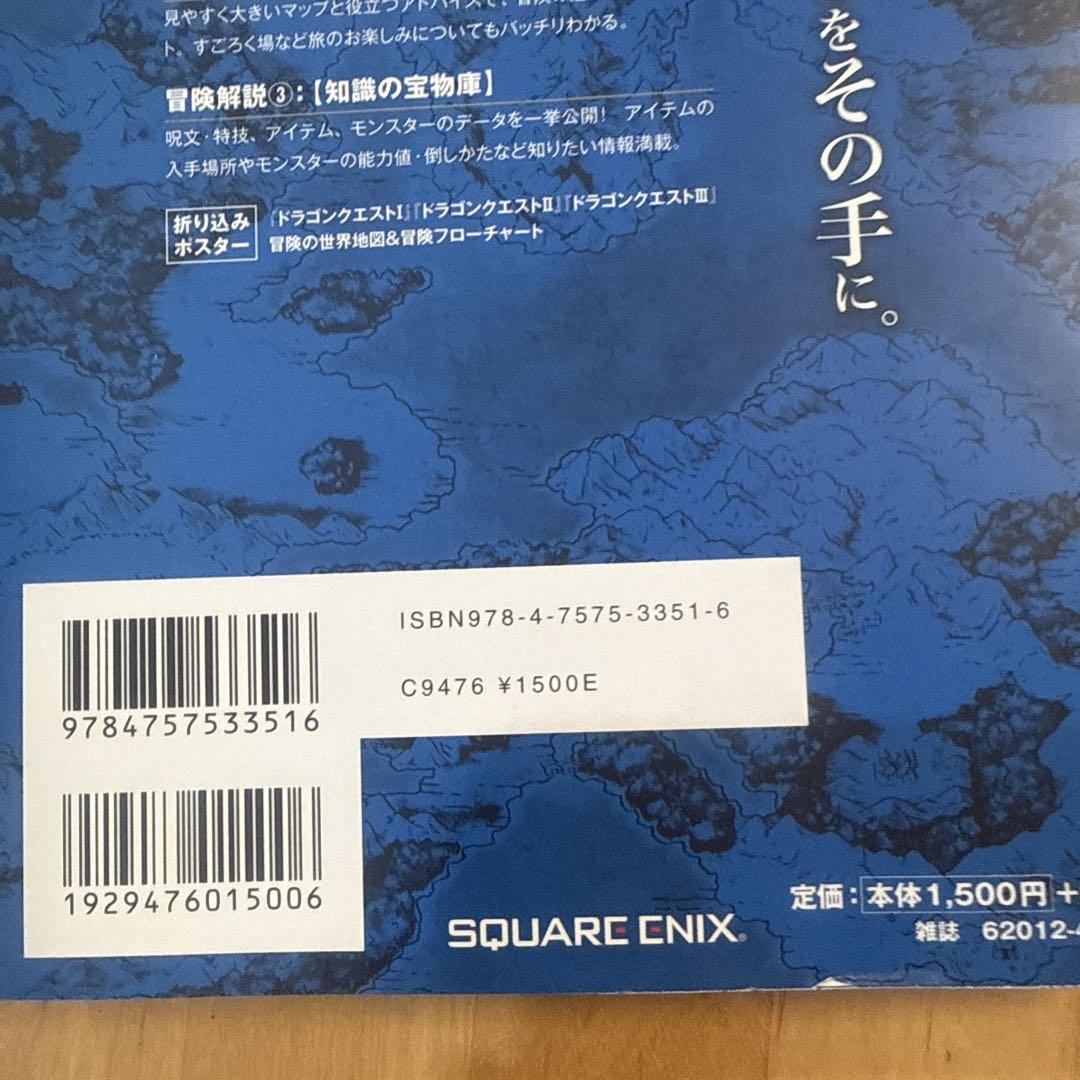 見やすく大きいマップと役立つアドバイスで、冒険の
ト。すごろく場など旅のお楽しみについてもバッチリわかる。
冒険解説③：【知識の宝物庫】
呪文・特技、アイテム、モンスターのデータを一挙公開！ アイテムの
入手場所やモンスターの能力値・倒しかたなど知りたい情報満載。
折り込み
ポスター
『ドラゴンクエストI』『ドラゴンクエストII』『ドラゴンクエストIII』
冒険の世界地図&冒険フローチャート
をその手に。
ISBN978-4-7575-3351-6
C9476 ¥1500E
9784757533516
1929476015006
SQUARE ENIX®
定価：本体1,500円＋
雑誌 62012-4